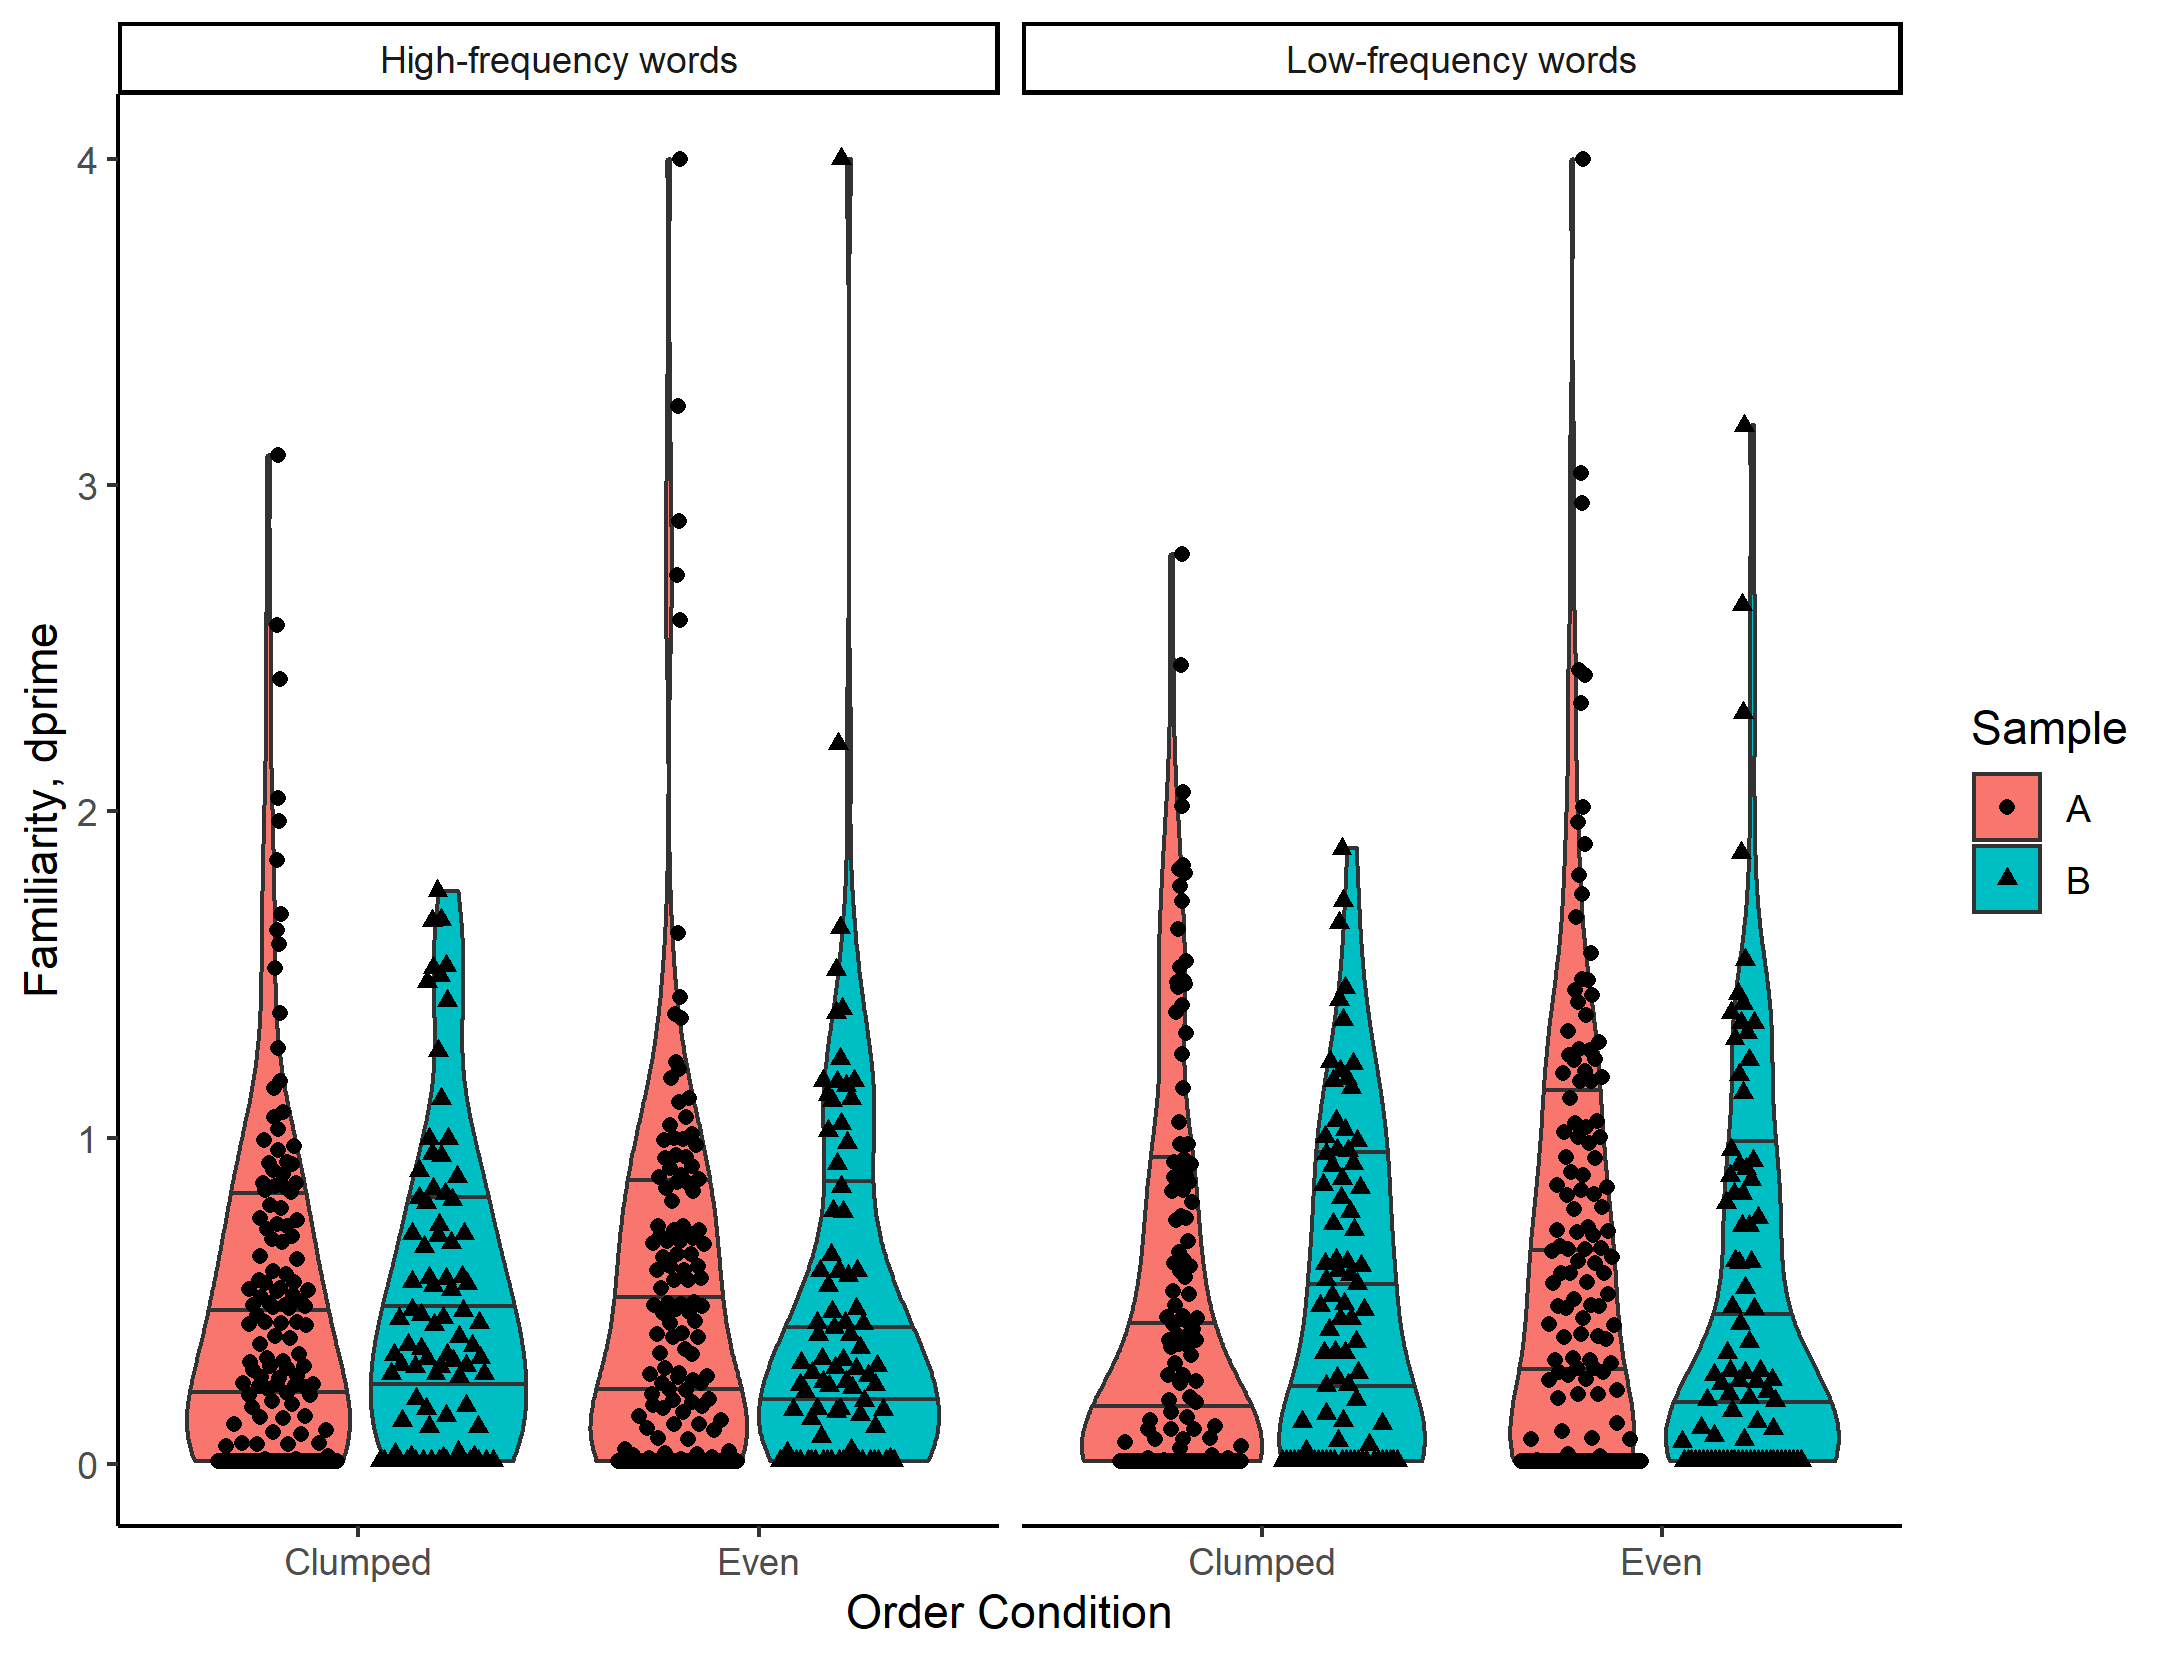 High-frequency words
Low-frequency words
4
3
2
1
0
Familiarity, dprime
Clumped
Even
Clumped
Even
Order Condition
Sample
A
B